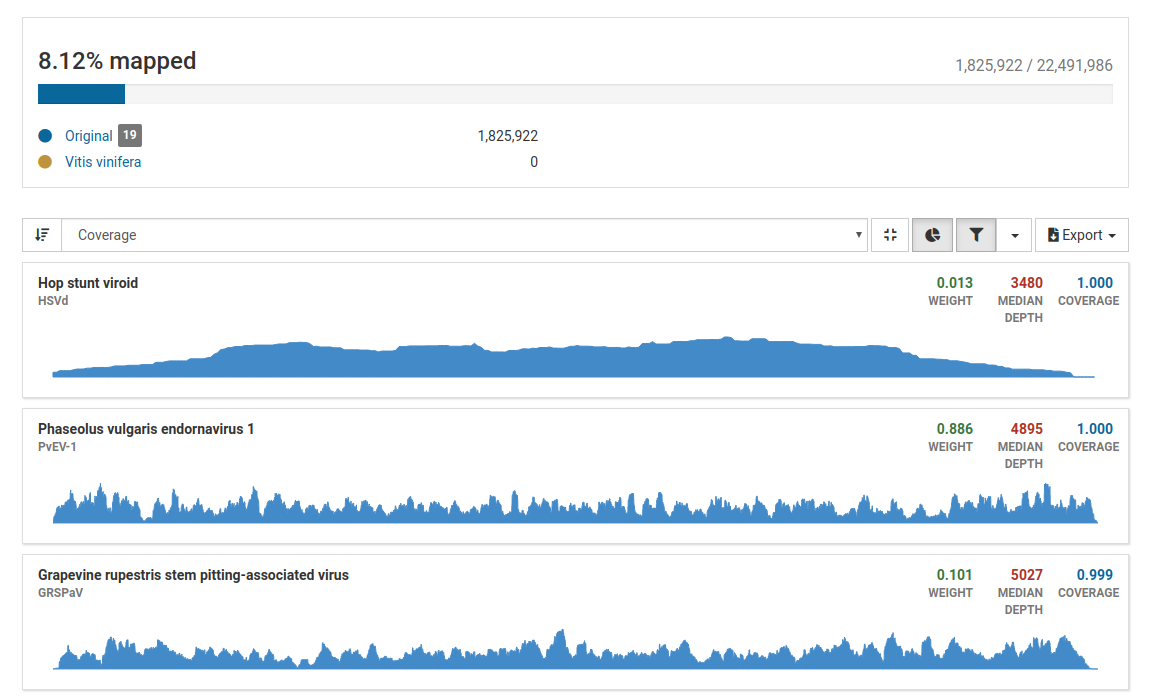 8.12% mapped
1,825,922 / 22,491,986
Original 19 1,825,922
Vitis vinifera 0
Coverage Export
Hop stunt viroid 0.013 3480 1.000
HSVd WEIGHT MEDIAN COVERAGE
DEPTH
Phaseolus vulgaris endornavirus 1 0.886 4895 1.000
PvEV-1 WEIGHT MEDIAN COVERAGE
DEPTH
Grapevine rupestris stem pitting-associated virus 0.101 5027 0.999
GRSPaV WEIGHT MEDIAN COVERAGE
DEPTH